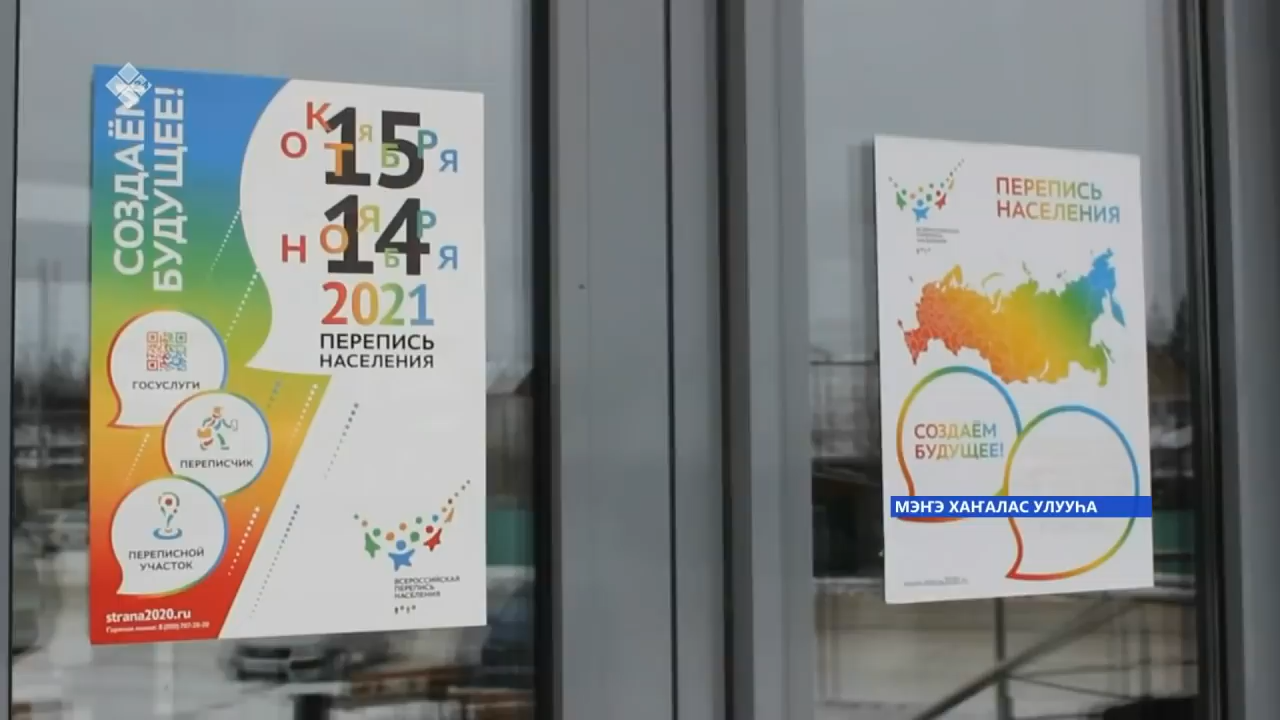 СОЗДАЁМ
БУДУЩЕЕ!
15 ОКТЯБРЯ
14 НОЯБРЯ
2021
ПЕРЕПИСЬ
НАСЕЛЕНИЯ
ГОСУСЛУГИ
ПЕРЕПИСЧИК
ПЕРЕПИСНОЙ
УЧАСТОК
ВСЕРОССИЙСКАЯ
ПЕРЕПИСЬ
НАСЕЛЕНИЯ
strana2020.ru
ПЕРЕПИСЬ
НАСЕЛЕНИЯ
СОЗДАЁМ
БУДУЩЕЕ!
МЭҤЭ ХАҤАЛАС УЛУУҺА